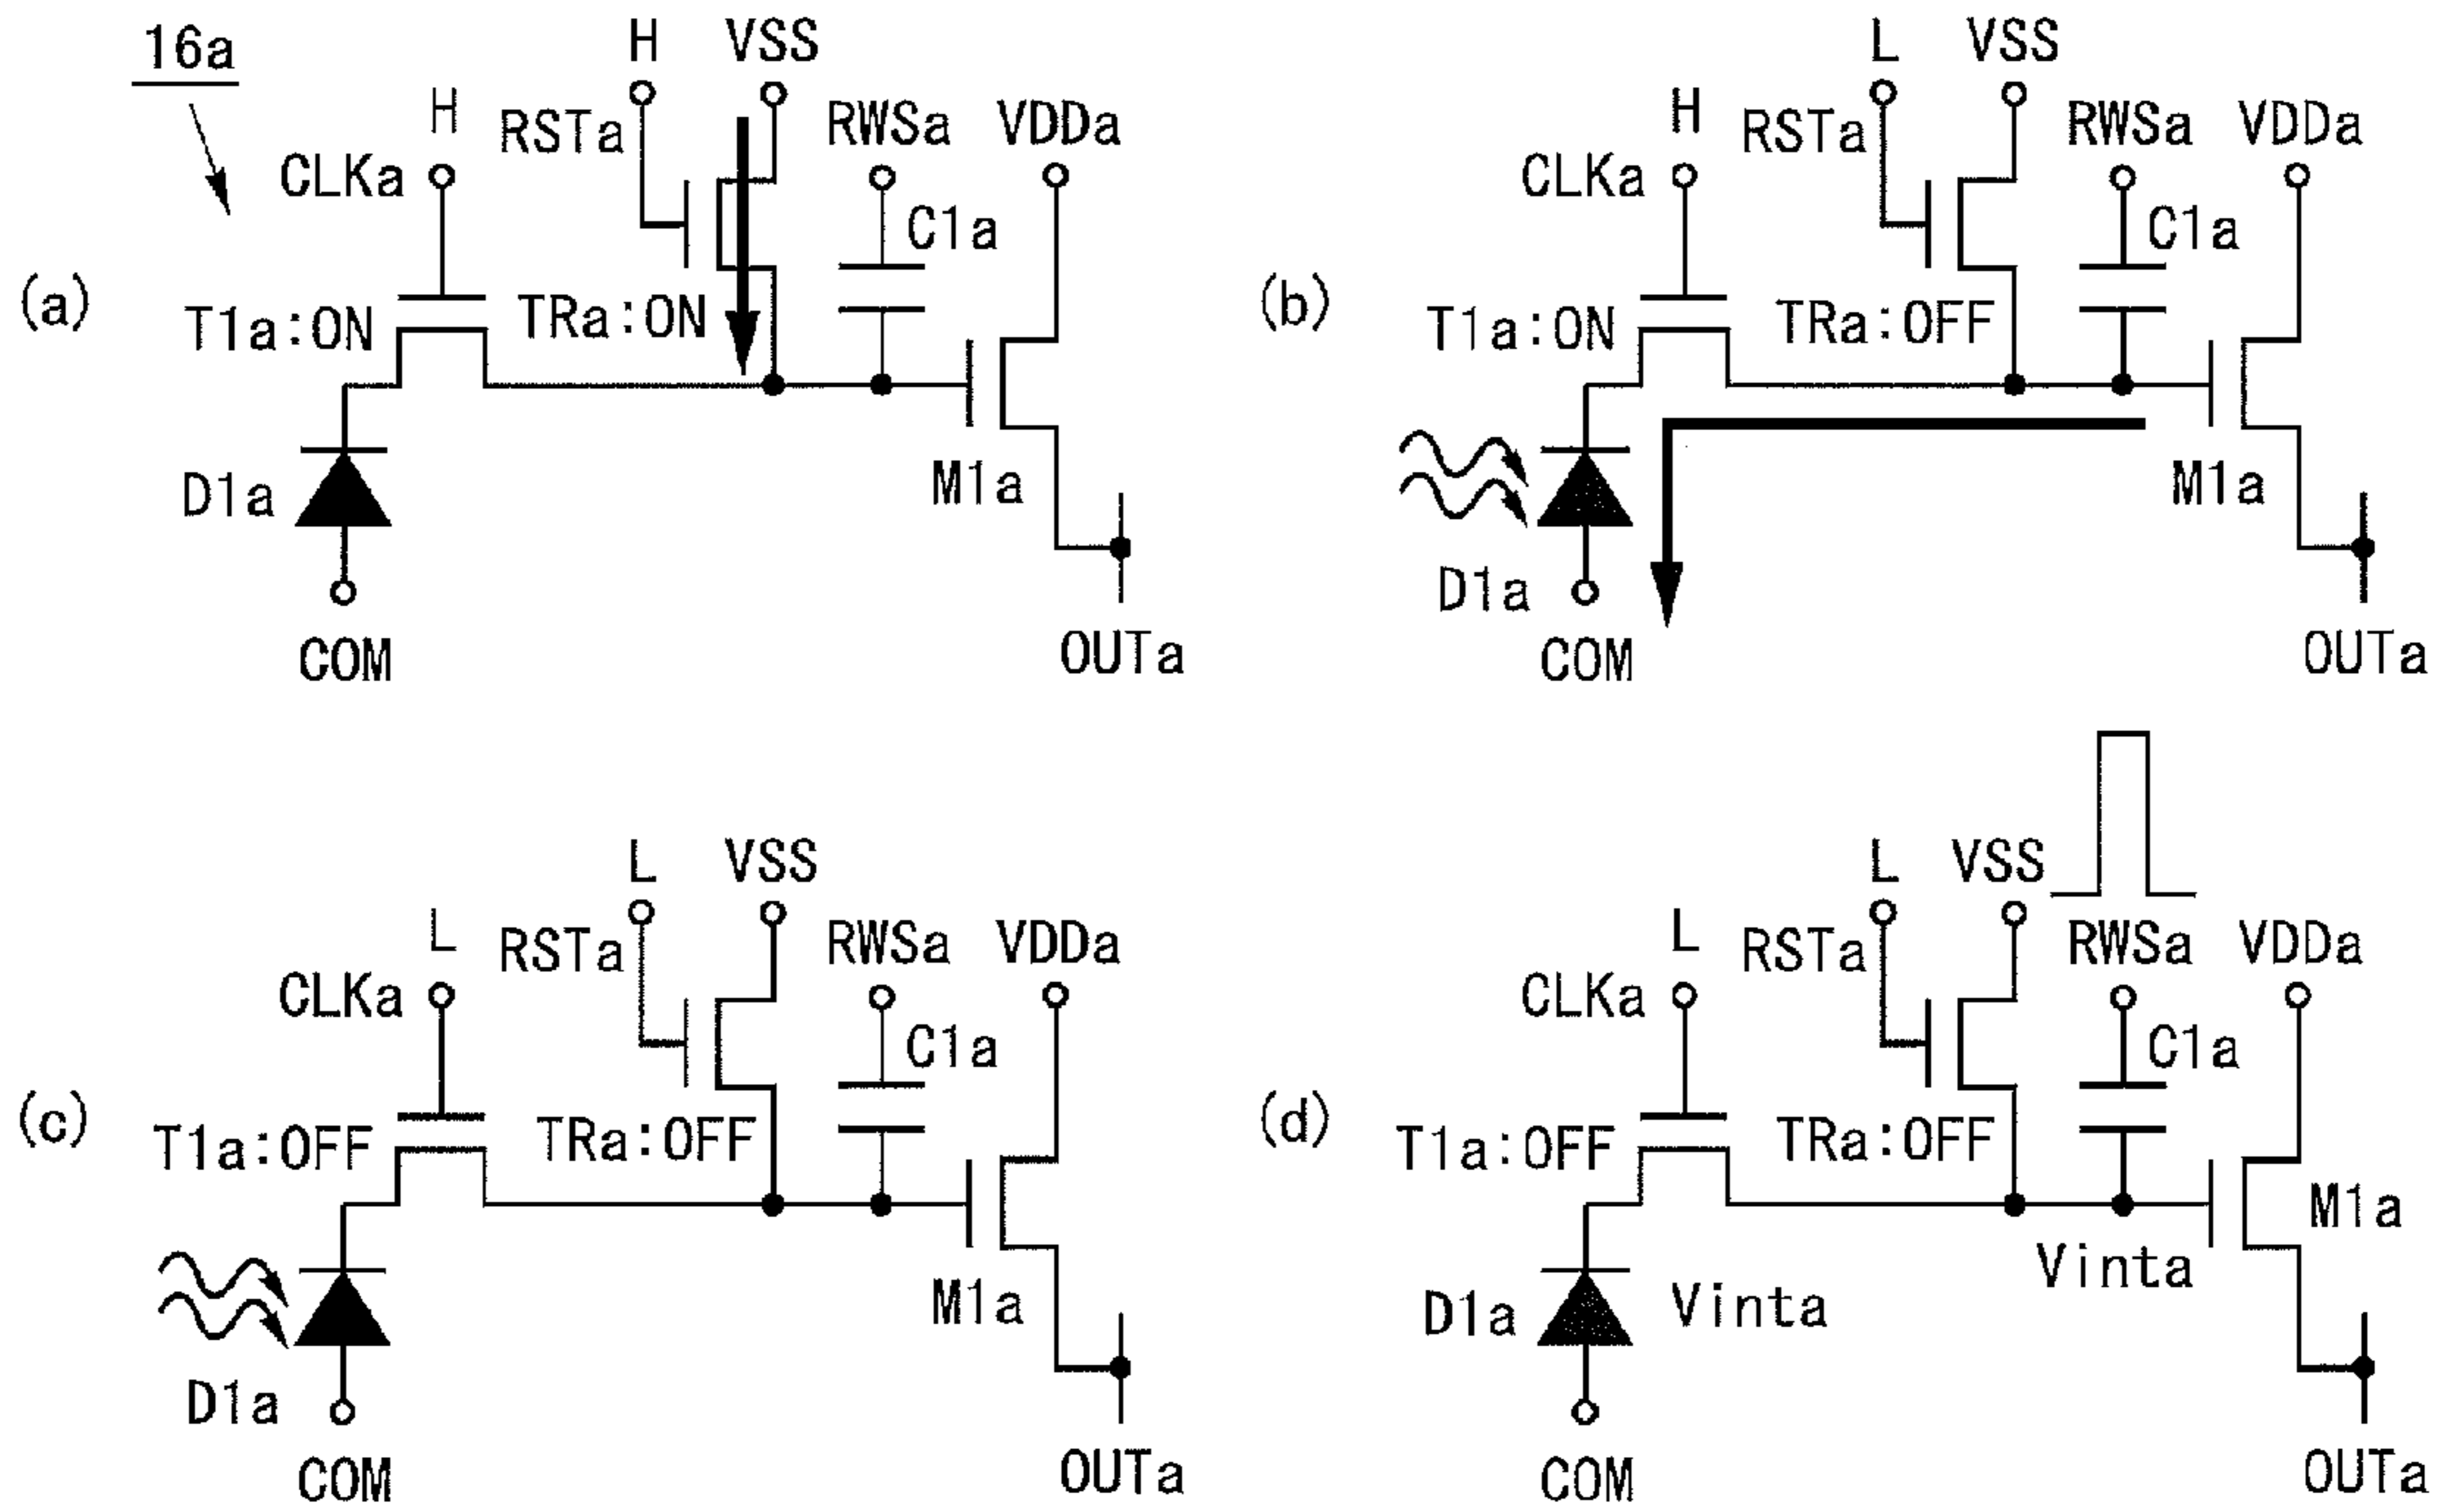 16a
(a)
H
H
VSS
CLKa
RSTa
RWSa
VDDa
C1a
T1a:ON
TRa:ON
D1a
M1a
COM
OUTa
(b)
L
VSS
H
RSTa
RWSa
VDDa
CLKa
C1a
T1a:ON
TRa:OFF
M1a
D1a
COM
OUTa
(c)
L
VSS
L
RSTa
RWSa
VDDa
CLKa
C1a
T1a:OFF
TRa:OFF
M1a
D1a
COM
OUTa
(d)
L
VSS
L
RSTa
RWSa
VDDa
CLKa
C1a
T1a:OFF
TRa:OFF
M1a
Vinta
D1a
Vinta
COM
OUTa